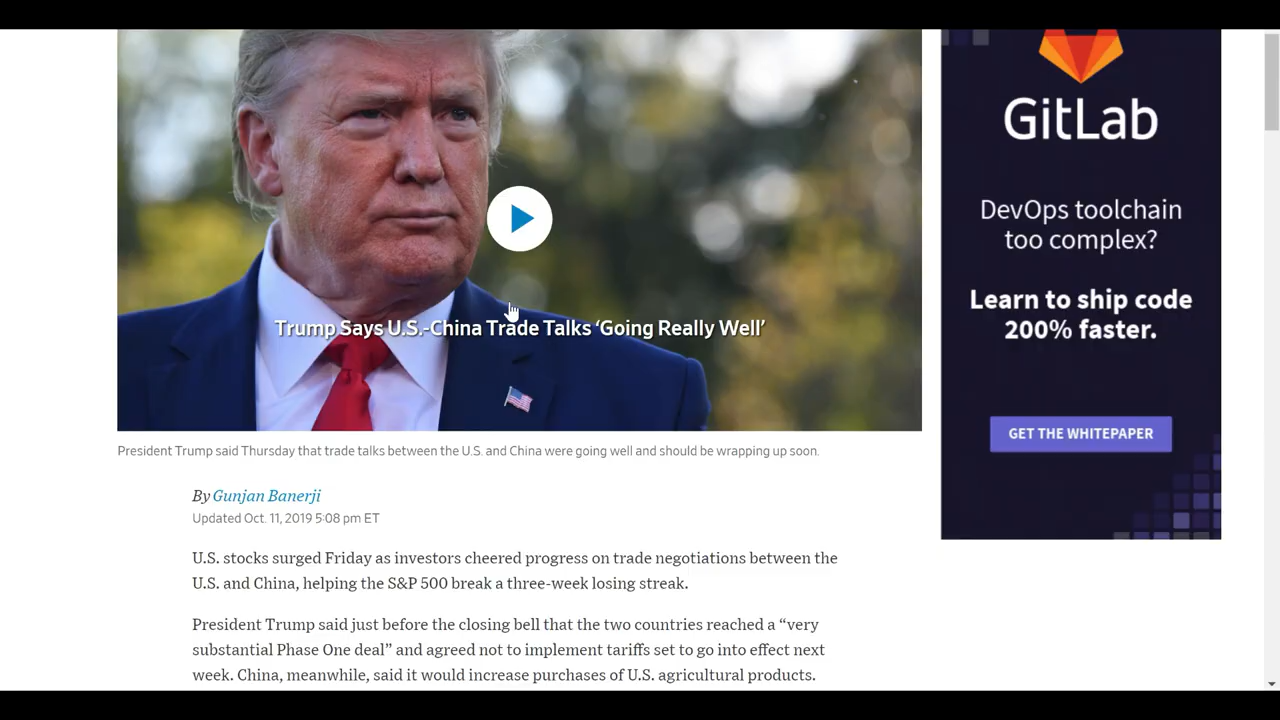 Trump Says U.S.-China Trade Talks ‘Going Really Well’
President Trump said Thursday that trade talks between the U.S. and China were going well and should be wrapping up soon.
By Gunjan Banerji
Updated Oct. 11, 2019 5:08 pm ET
U.S. stocks surged Friday as investors cheered progress on trade negotiations between the
U.S. and China, helping the S&P 500 break a three-week losing streak.
President Trump said just before the closing bell that the two countries reached a “very
substantial Phase One deal” and agreed not to implement tariffs set to go into effect next
week. China, meanwhile, said it would increase purchases of U.S. agricultural products.
GitLab
DevOps toolchain
too complex?
Learn to ship code
200% faster.
GET THE WHITEPAPER